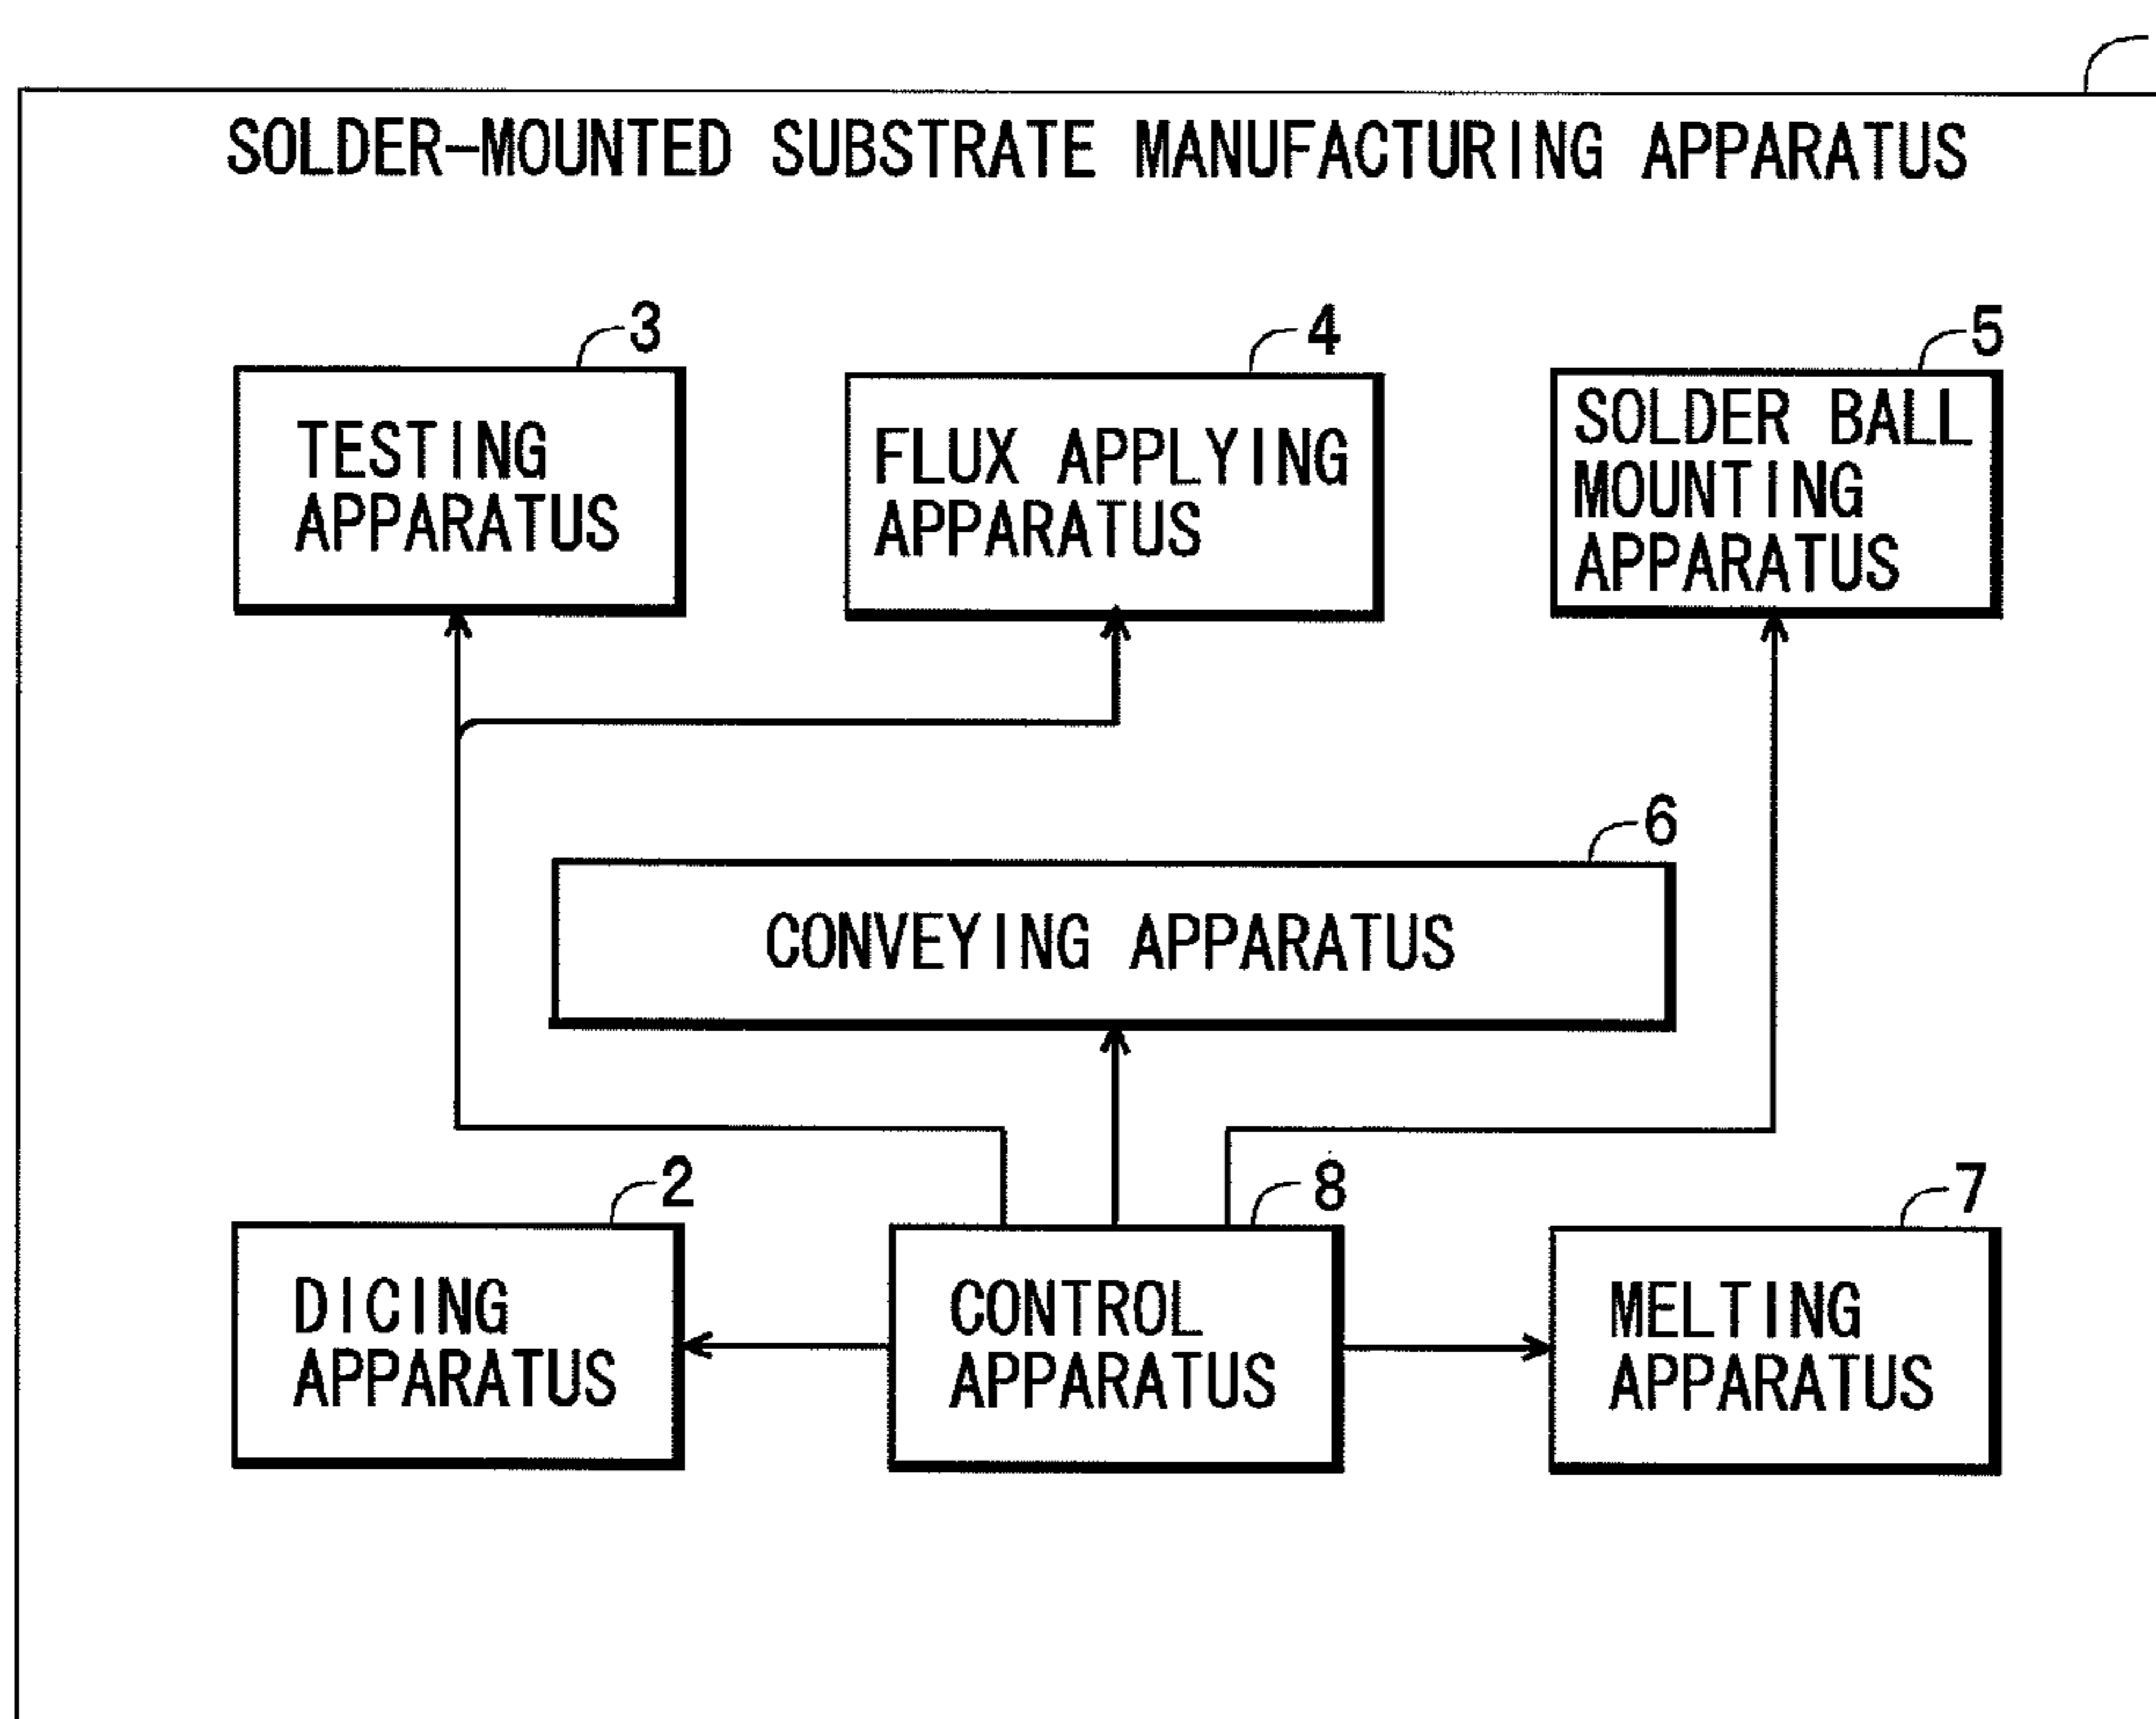 SOLDER-MOUNTED SUBSTRATE MANUFACTURING APPARATUS
3
TESTING
APPARATUS
4
FLUX APPLYING
APPARATUS
5
SOLDER BALL
MOUNTING
APPARATUS
6
CONVEYING APPARATUS
2
DICING
APPARATUS
8
CONTROL
APPARATUS
7
MELTING
APPARATUS